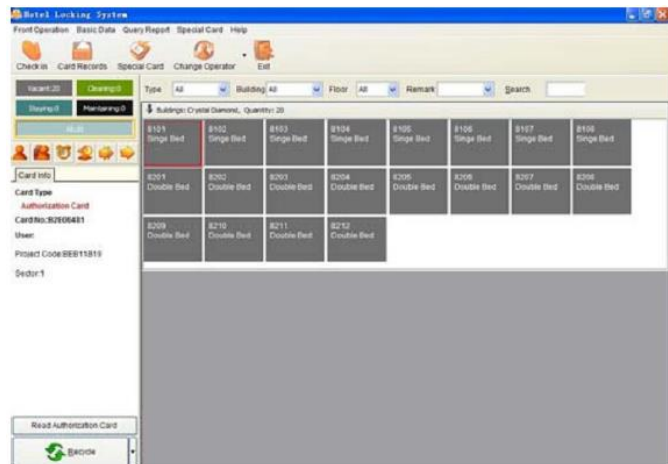 Hotel Locking System
Front Operation Basic Data Query Report Special Card Help
Check in Card Records Special Card Change Operator Exit
Vacant:20 Cleaning:0
Staying:0 Maintaining:0
Type All Building All Floor All Remark Search
Buildings: Crystal Diamond, Quantity: 20
8101 8102 8103 8104 8105 8106 8107 8108
Singe Bed Singe Bed Singe Bed Singe Bed Singe Bed Singe Bed Singe Bed Singe Bed
8201 8202 8203 8204 8205 8206 8207 8208
Double Bed Double Bed Double Bed Double Bed Double Bed Double Bed Double Bed Double Bed
8209 8210 8211 8212
Double Bed Double Bed Double Bed Double Bed
Card Info
Card Type
Authorization Card
Card No.:B2E06481
User:
Project Code:BEB11819
Sector:1
Read Authorization Card
Recycle